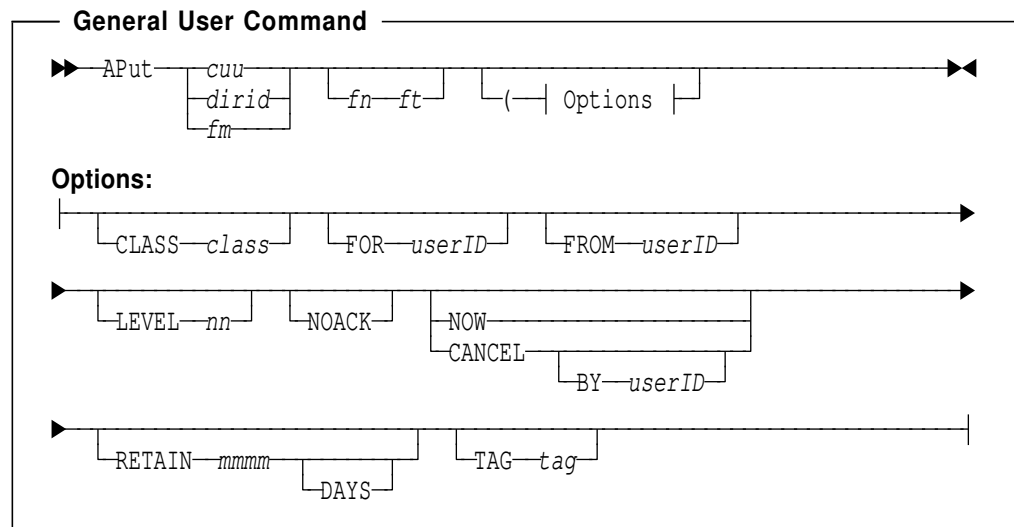 General User Command
APut cuu fn ft ( Options
dirid
fm
Options:
CLASS class FOR userID FROM userID
LEVEL nn NOACK NOW
CANCEL
BY userID
RETAIN mmmm TAG tag
DAYS